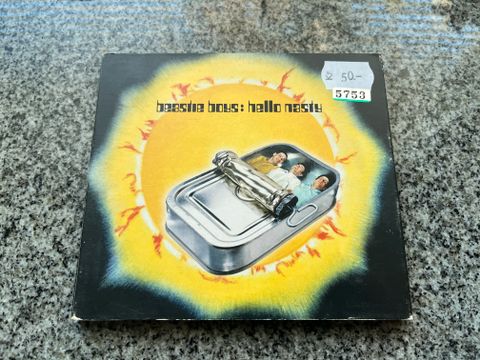 beastie boys: hello nasty
50.-
5753